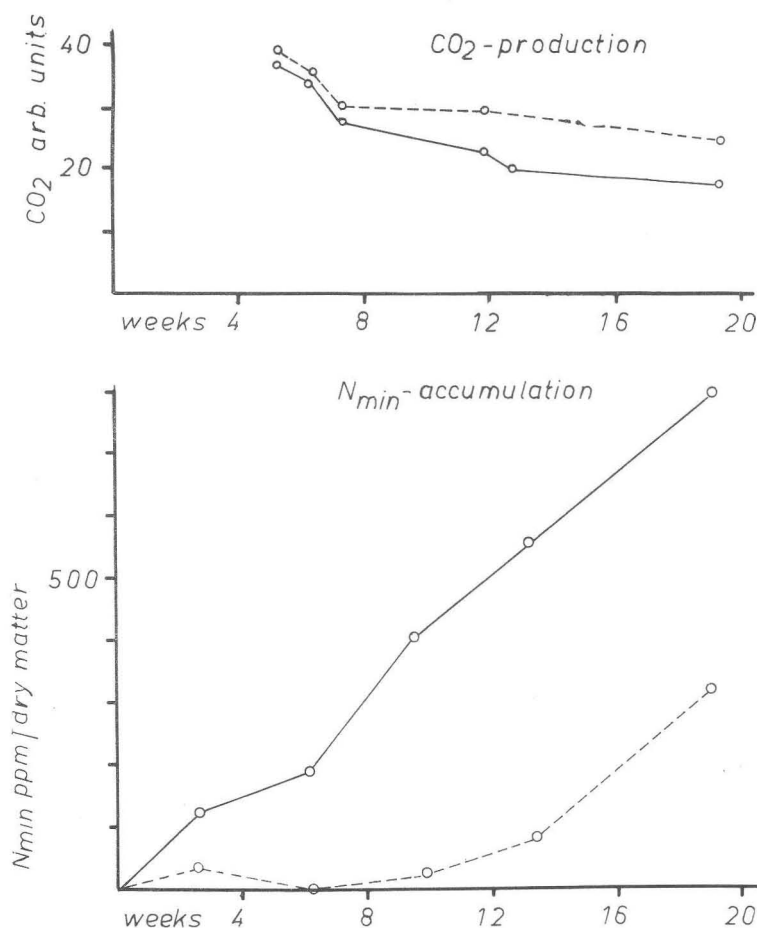 CO2-production
CO2 arb. units
40
20
weeks 4 8 12 16 20
Nmin-accumulation
Nmin ppm/dry matter
500
weeks 4 8 12 16 20